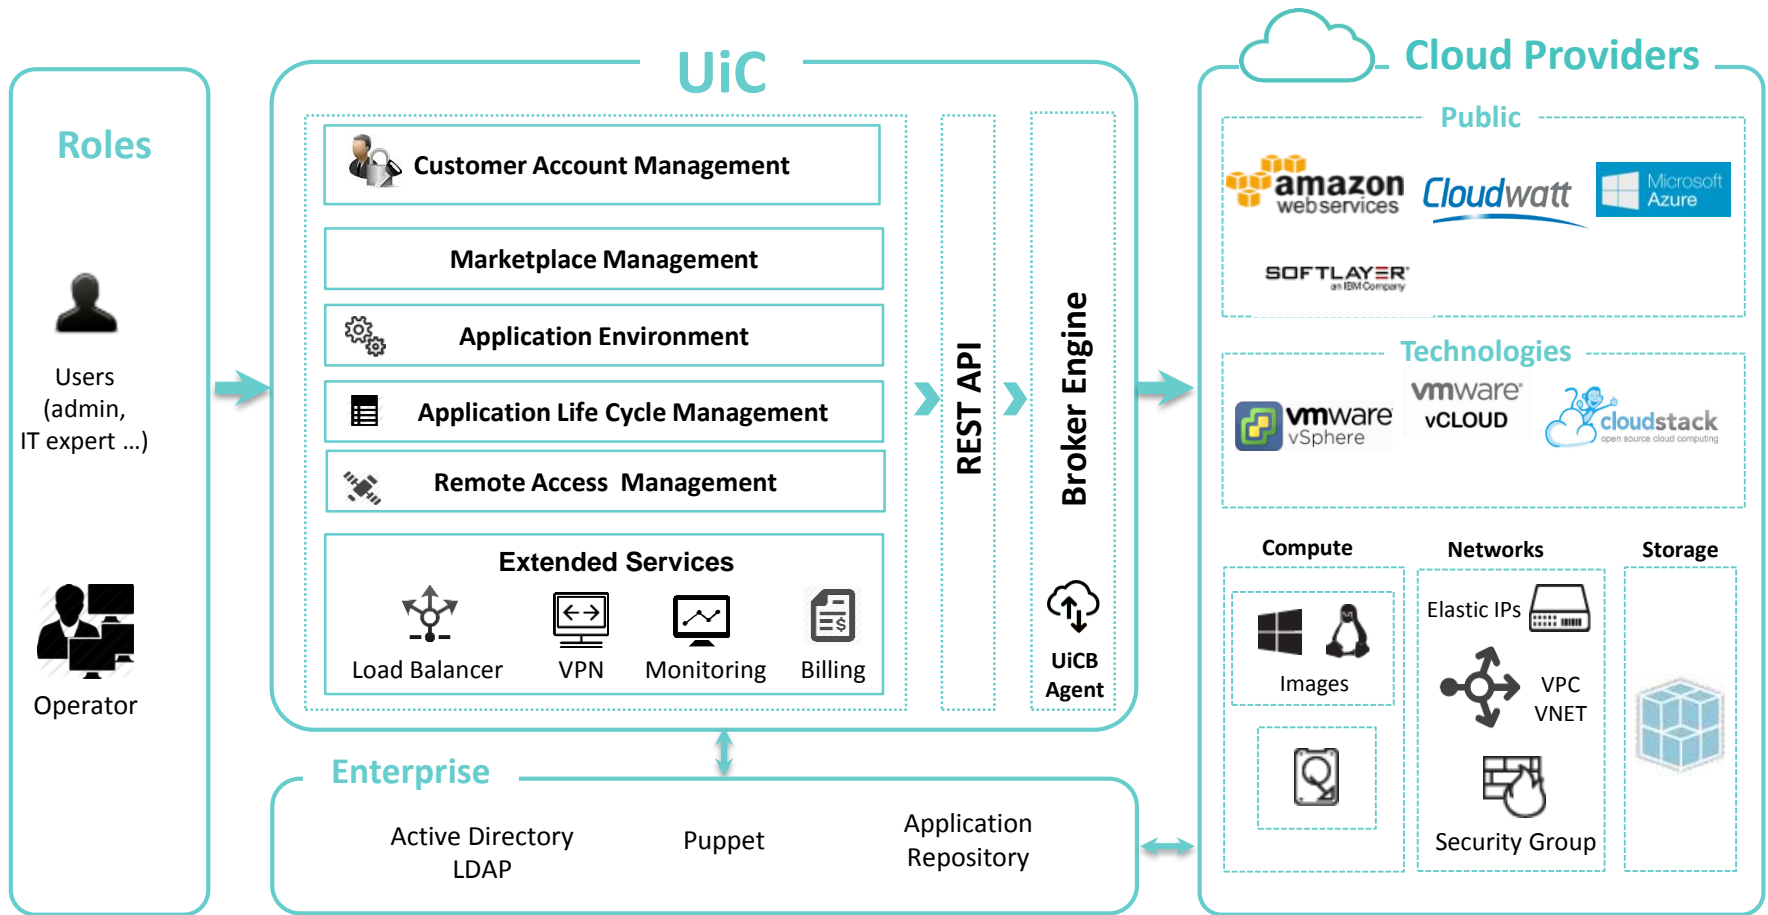 Roles
Users
(admin,
IT expert ...)
Operator
UiC
Customer Account Management
Marketplace Management
Application Environment
Application Life Cycle Management
Remote Access Management
Extended Services
Load Balancer
VPN
Monitoring
Billing
$
REST API
Broker Engine
UiCB
Agent
Enterprise
Active Directory
LDAP
Puppet
Application
Repository
Cloud Providers
Public
amazon
webservices
Cloudwatt
Microsoft
Azure
SOFTLAYER®
an IBM Company
Technologies
vmware
vSphere
vmware®
vCLOUD
cloudstack
open source cloud computing
Compute
Images
Networks
Elastic IPs
VPC
VNET
Security Group
Storage